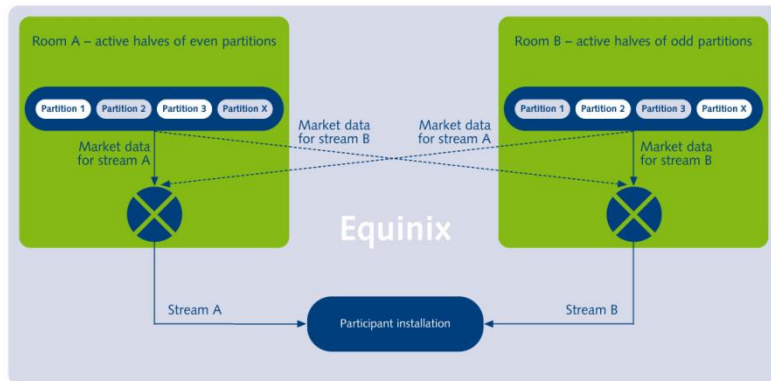 Room A – active halves of even partitions
Partition 1
Partition 2
Partition 3
Partition X
Market data
for stream A
Market data
for stream B
Room B – active halves of odd partitions
Partition 1
Partition 2
Partition 3
Partition X
Market data
for stream A
Market data
for stream B
Equinix
Stream A
Participant installation
Stream B